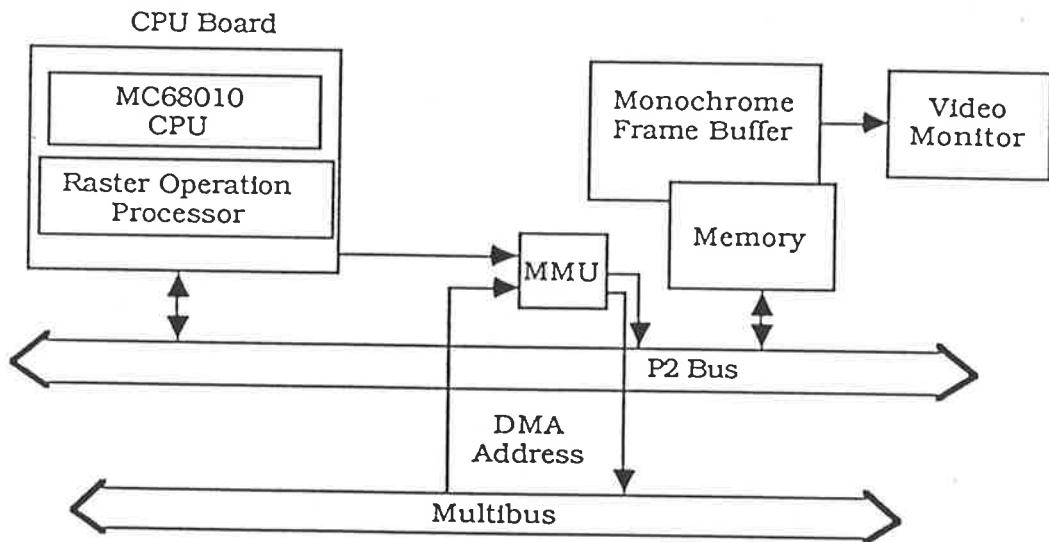 CPU Board
MC68010
CPU
Raster Operation
Processor
Monochrome
Frame Buffer
Video
Monitor
Memory
MMU
P2 Bus
DMA
Address
Multibus